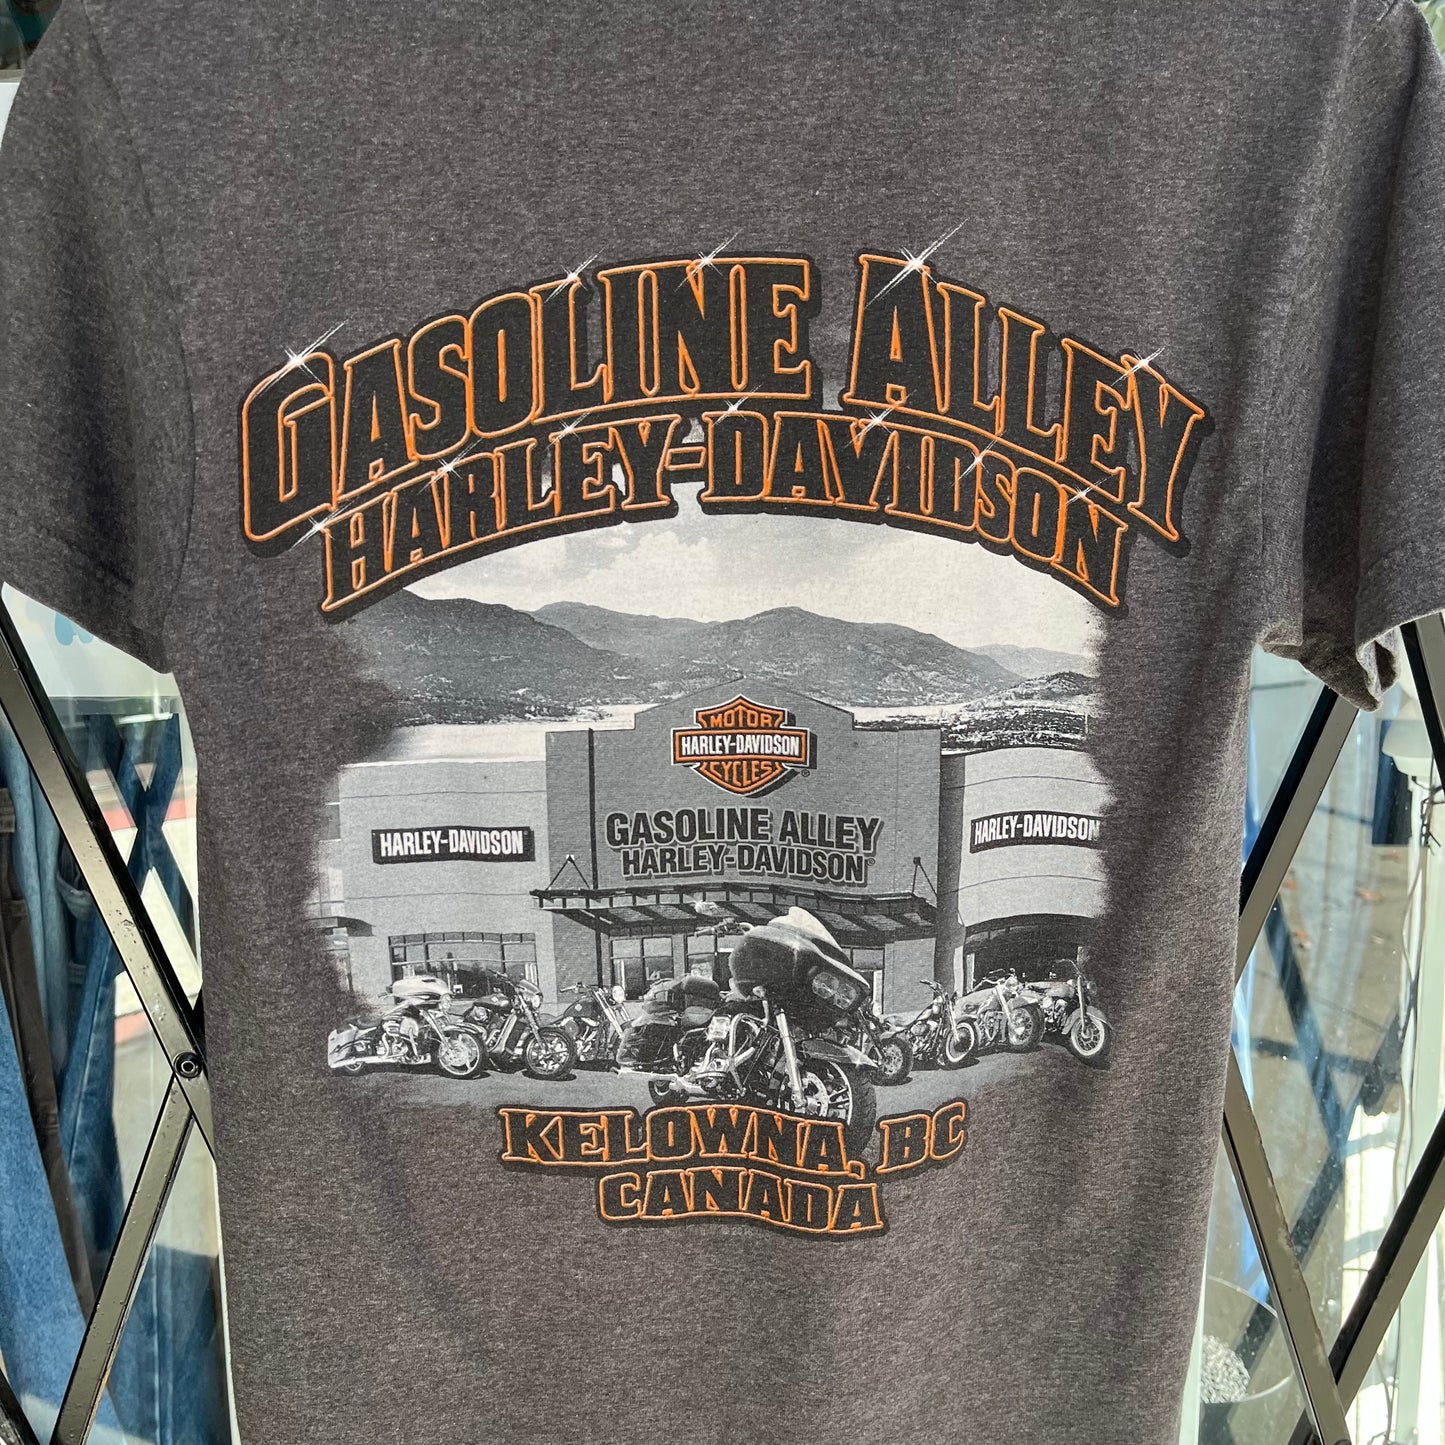 GASOLINE ALLEY
HARLEY-DAVIDSON
MOTOR
HARLEY-DAVIDSON
CYCLES
®
GASOLINE ALLEY
HARLEY-DAVIDSON®
HARLEY-DAVIDSON
HARLEY-DAVIDSON
KELOWNA, BC
CANADA